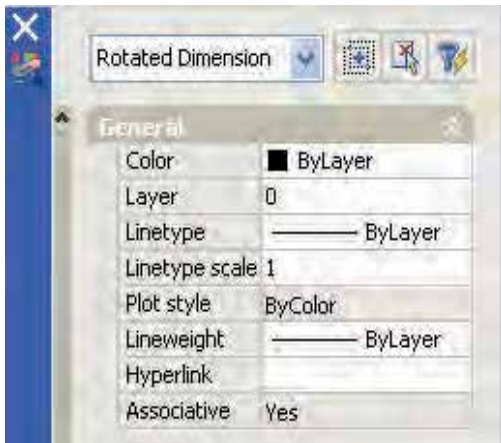 Rotated Dimension
General
Color ByLayer
Layer 0
Linetype ByLayer
Linetype scale 1
Plot style ByColor
Lineweight ByLayer
Hyperlink
Associative Yes